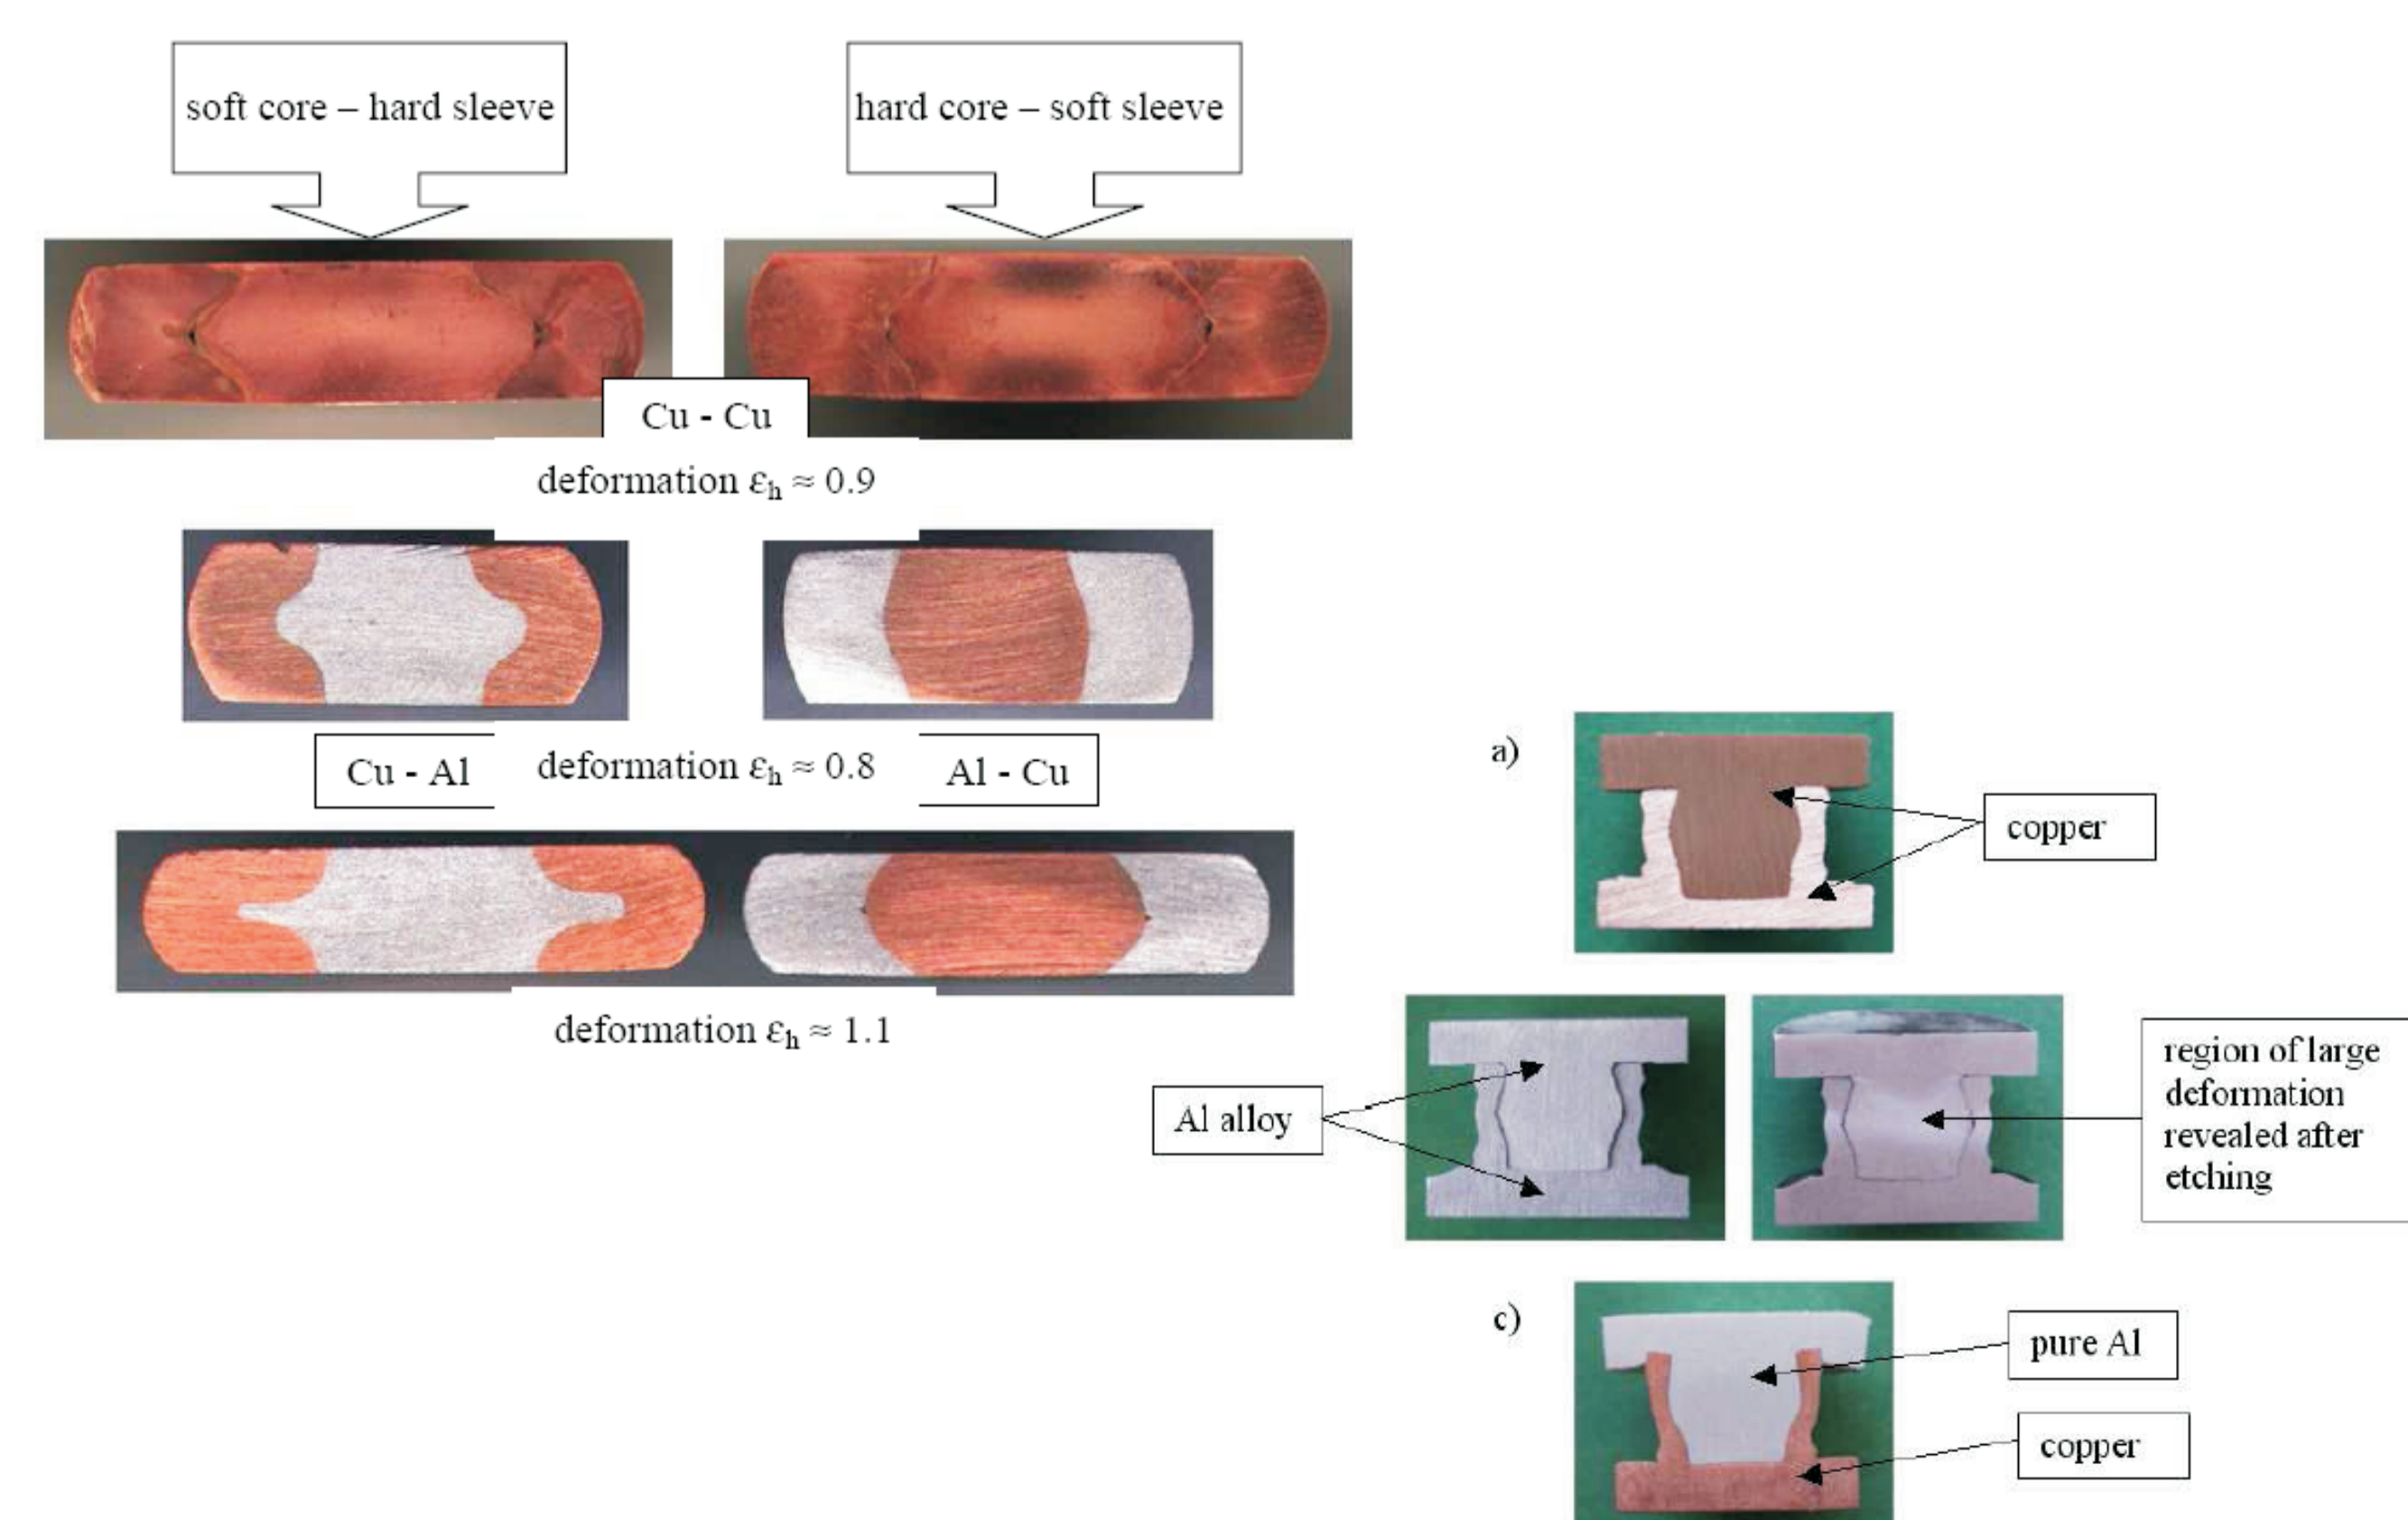 soft core – hard sleeve
hard core – soft sleeve
Cu - Cu
deformation εh ≈ 0.9
Cu - Al
deformation εh ≈ 0.8
Al - Cu
deformation εh ≈ 1.1
a)
copper
Al alloy
region of large
deformation
revealed after
etching
c)
pure Al
copper